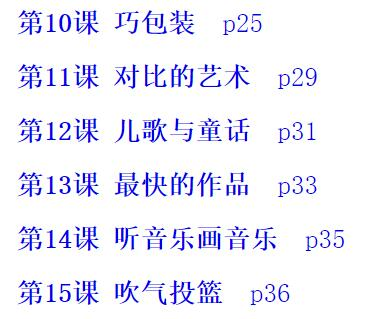 第10课 巧包装 p25
第11课 对比的艺术 p29
第12课 儿歌与童话 p31
第13课 最快的作品 p33
第14课 听音乐画音乐 p35
第15课 吹气投篮 p36